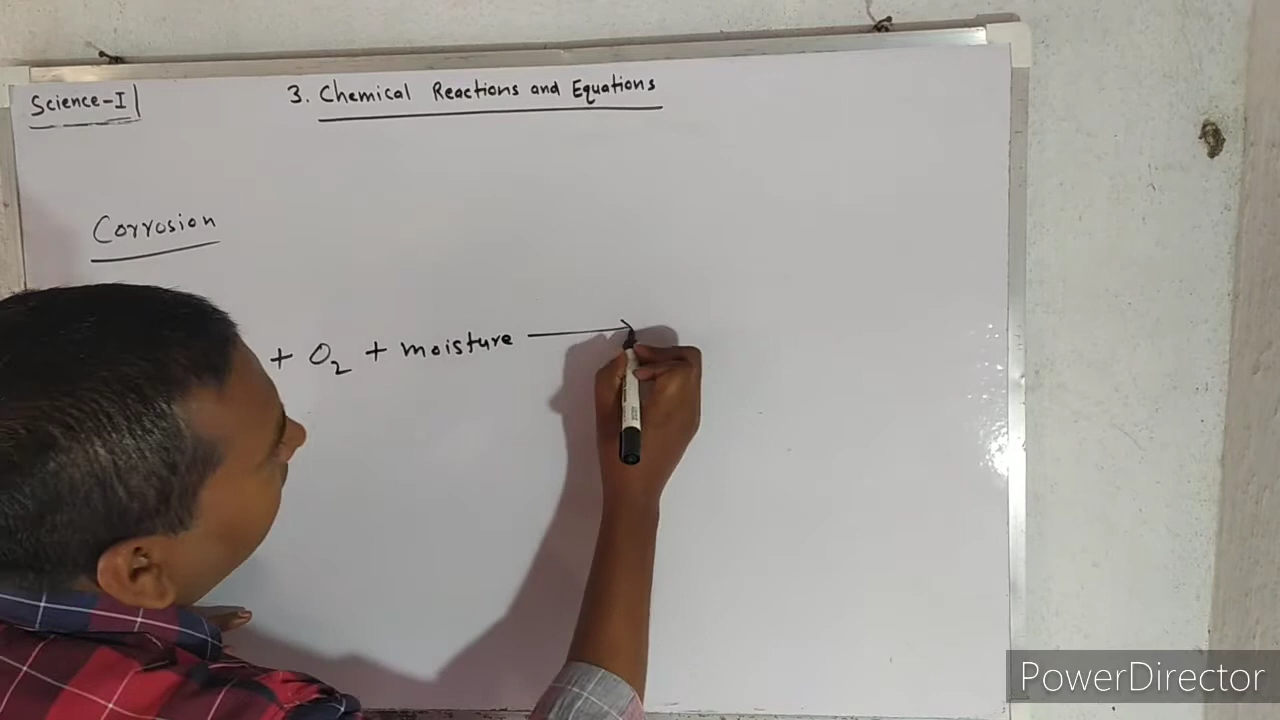 Science-I
3. Chemical Reactions and Equations
Corrosion
+ O₂ + moisture ⟶
PowerDirector